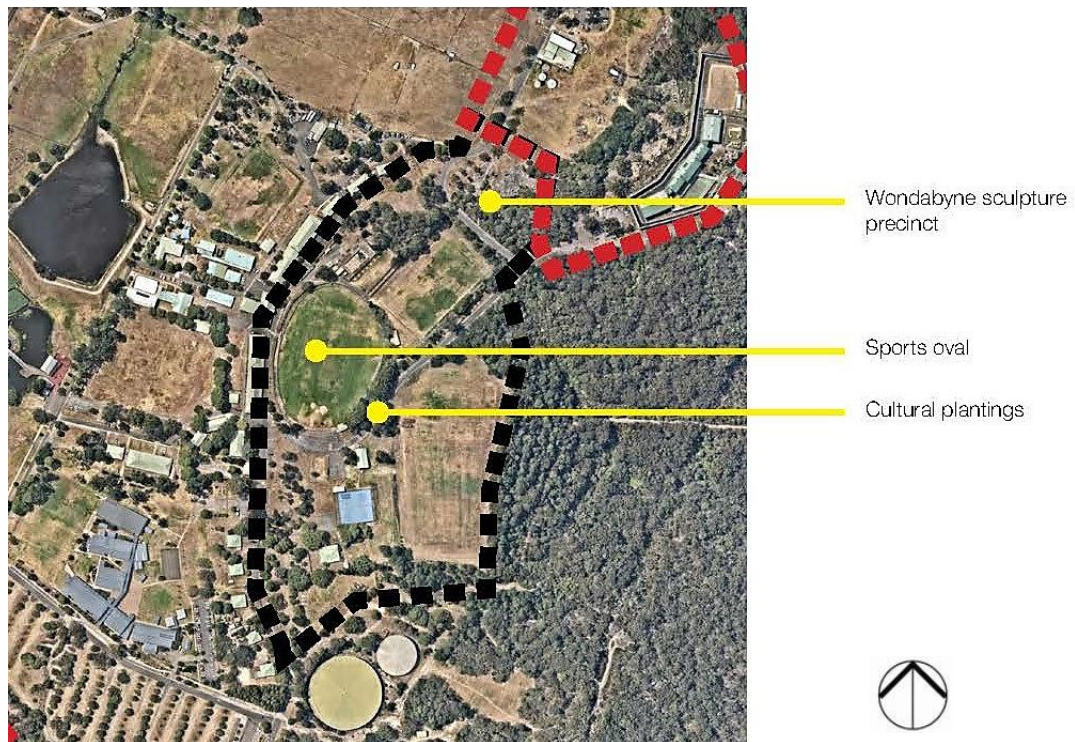 Wondabyne sculpture
precinct
Sports oval
Cultural plantings